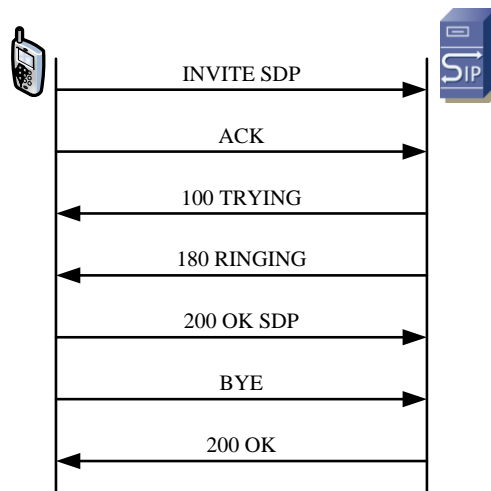 SIP
INVITE SDP
ACK
100 TRYING
180 RINGING
200 OK SDP
BYE
200 OK